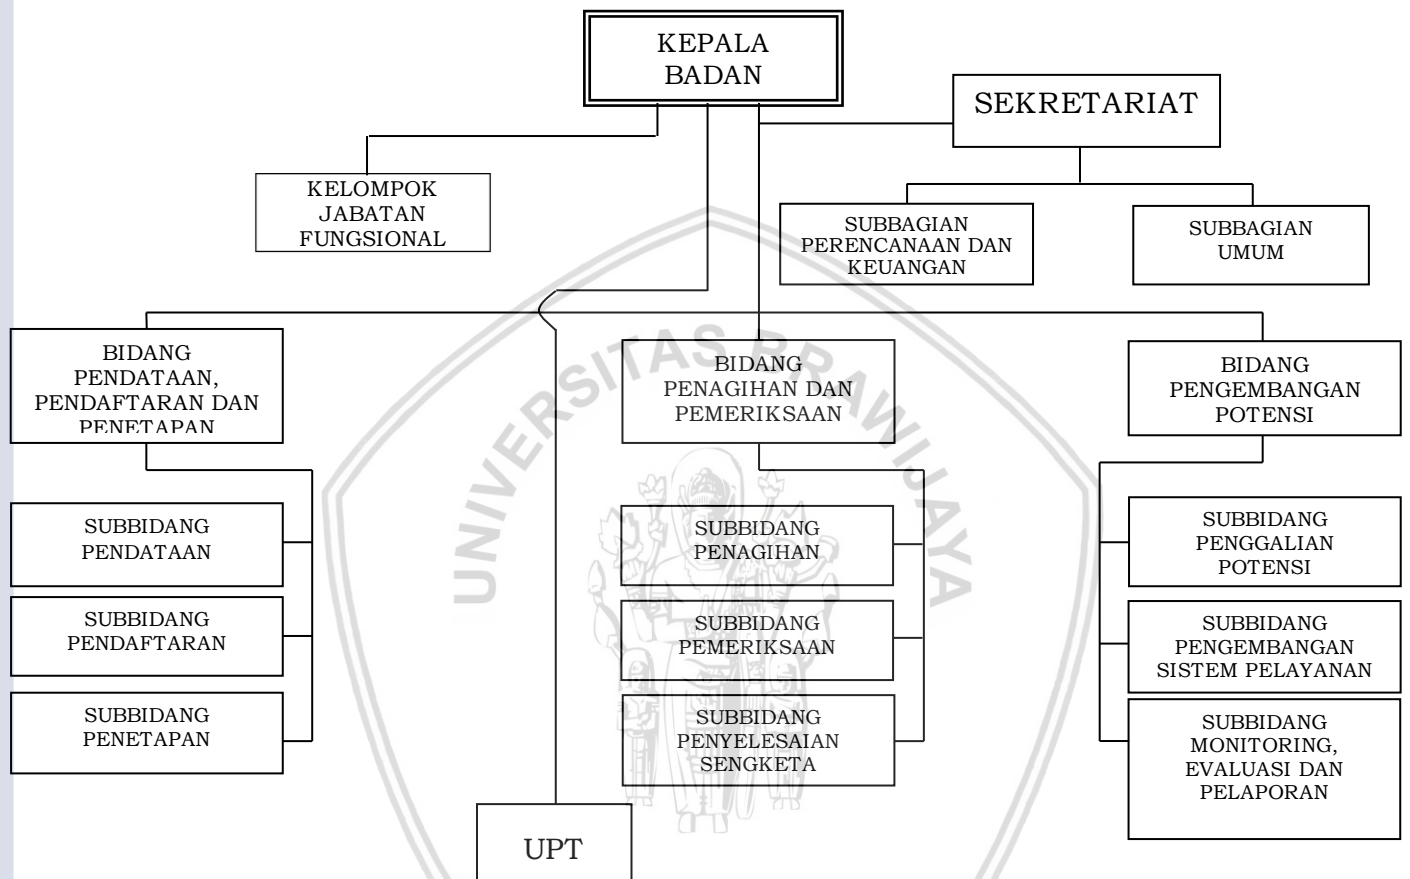 KEPALA
BADAN
SEKRETARIAT
KELOMPOK
JABATAN
FUNGSIONAL
SUBBAGIAN
PERENCANAAN DAN
KEUANGAN
SUBBAGIAN
UMUM
BIDANG
PENDATAAN,
PENDAFTARAN DAN
PENETAPAN
BIDANG
PENAGIHAN DAN
PEMERIKSAAN
BIDANG
PENGEMBANGAN
POTENSI
SUBBIDANG
PENDATAAN
SUBBIDANG
PENDAFTARAN
SUBBIDANG
PENETAPAN
SUBBIDANG
PENAGIHAN
SUBBIDANG
PEMERIKSAAN
SUBBIDANG
PENYELESAIAN
SENGKETA
SUBBIDANG
PENGGALIAN
POTENSI
SUBBIDANG
PENGEMBANGAN
SISTEM PELAYANAN
SUBBIDANG
MONITORING,
EVALUASI DAN
PELAPORAN
UPT
UNIVERSITAS BRAWIJAYA